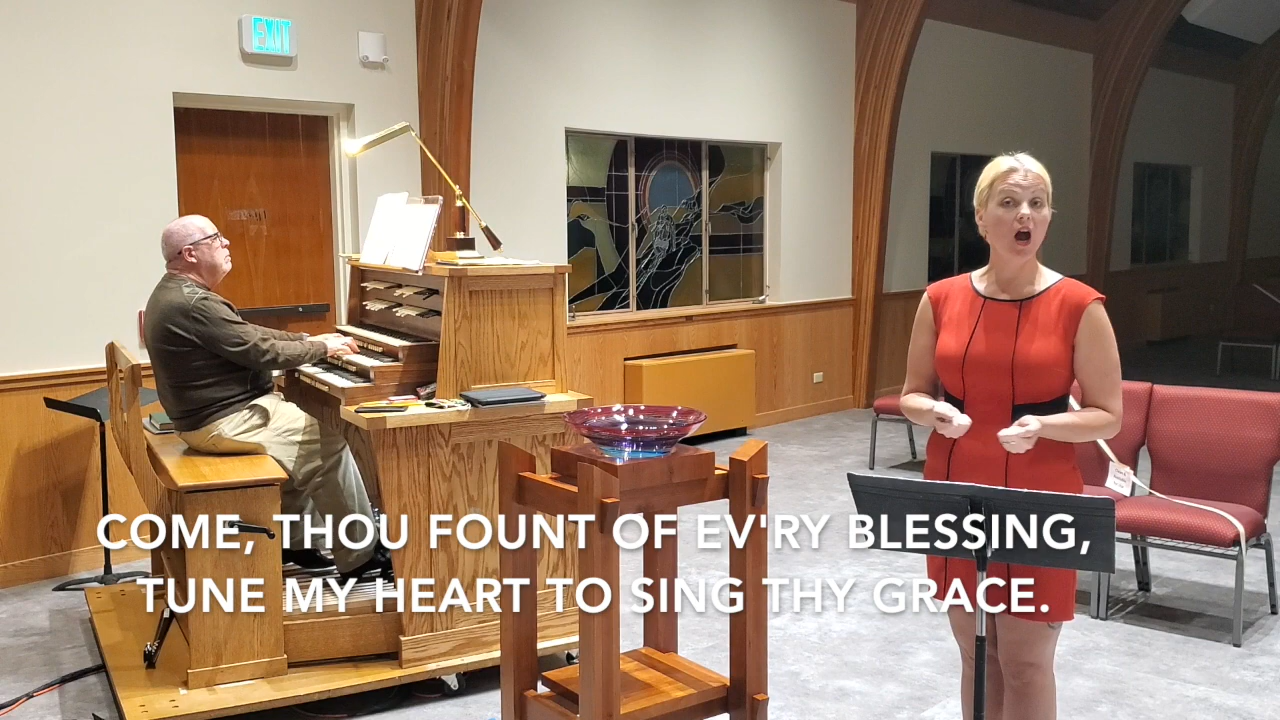 EXIT
COME, THOU FOUNT OF EV'RY BLESSING,
TUNE MY HEART TO SING THY GRACE.